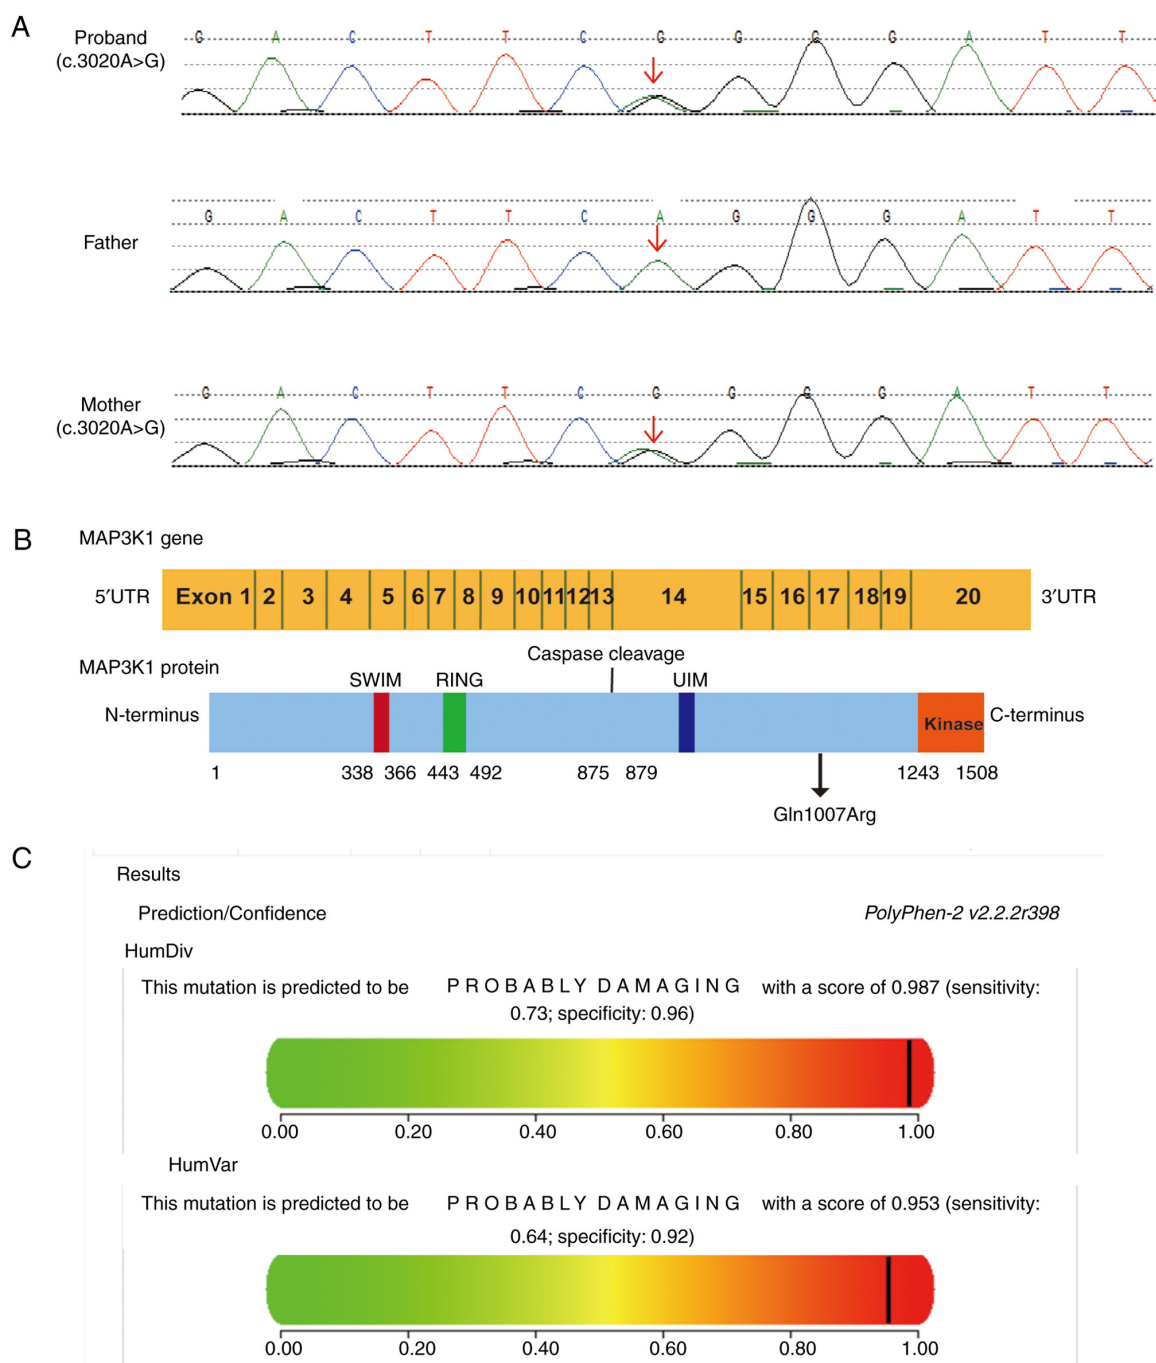 A
Proband
(c.3020A>G)
G A C T T C G G G G A T T
Father
G A C T T C A G G G A T T
Mother
(c.3020A>G)
G A C T T C G G G G A T T
B
MAP3K1 gene
5′UTR
Exon 1 2 3 4 5 6 7 8 9 10 11 12 13 14 15 16 17 18 19 20
3′UTR
MAP3K1 protein
Caspase cleavage
SWIM RING UIM
N-terminus
Kinase
C-terminus
1 338 366 443 492 875 879 1243 1508
Gln1007Arg
C
Results
Prediction/Confidence
PolyPhen-2 v2.2.2r398
HumDiv
This mutation is predicted to be PROBABLY DAMAGING with a score of 0.987 (sensitivity:
0.73; specificity: 0.96)
0.00 0.20 0.40 0.60 0.80 1.00
HumVar
This mutation is predicted to be PROBABLY DAMAGING with a score of 0.953 (sensitivity:
0.64; specificity: 0.92)
0.00 0.20 0.40 0.60 0.80 1.00